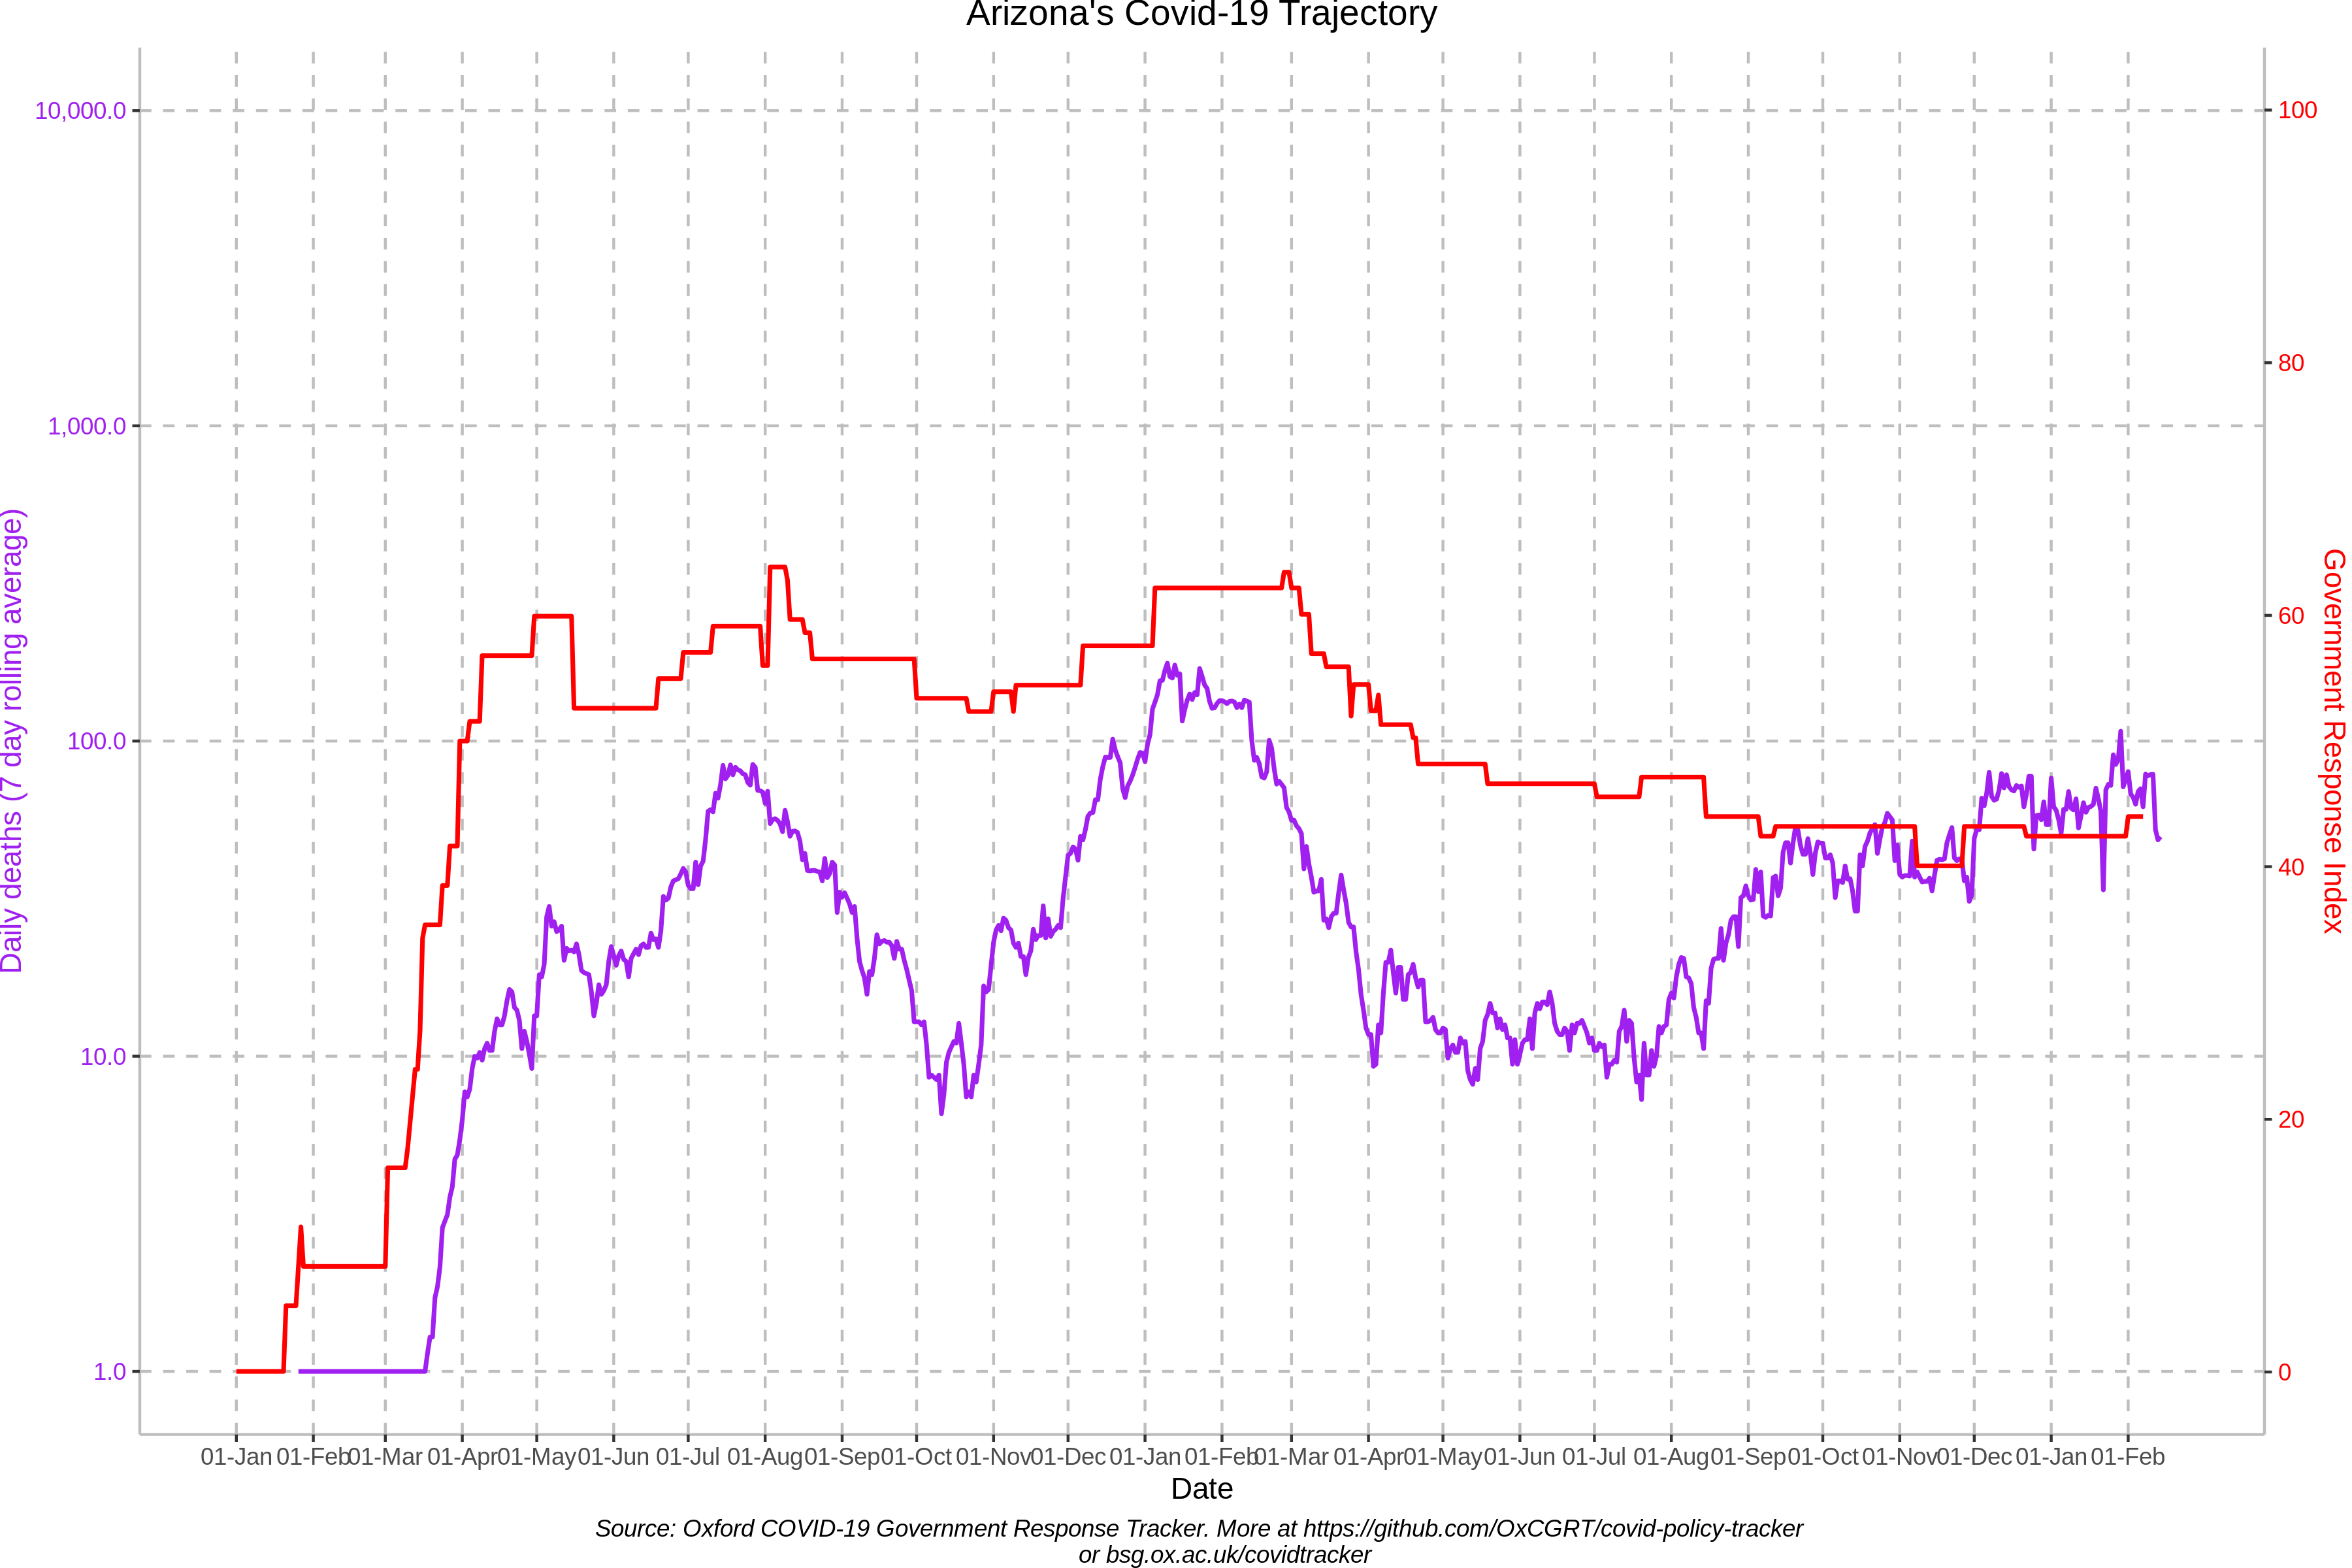 Arizona's Covid-19 Trajectory
10,000.0
1,000.0
100.0
10.0
1.0
Daily deaths (7 day rolling average)
100
80
60
40
20
0
Government Response Index
01-Jan 01-Feb 01-Mar 01-Apr 01-May 01-Jun 01-Jul 01-Aug 01-Sep 01-Oct 01-Nov 01-Dec 01-Jan 01-Feb 01-Mar 01-Apr 01-May 01-Jun 01-Jul 01-Aug 01-Sep 01-Oct 01-Nov 01-Dec 01-Jan 01-Feb
Date
Source: Oxford COVID-19 Government Response Tracker. More at https://github.com/OxCGRT/covid-policy-tracker
or bsg.ox.ac.uk/covidtracker